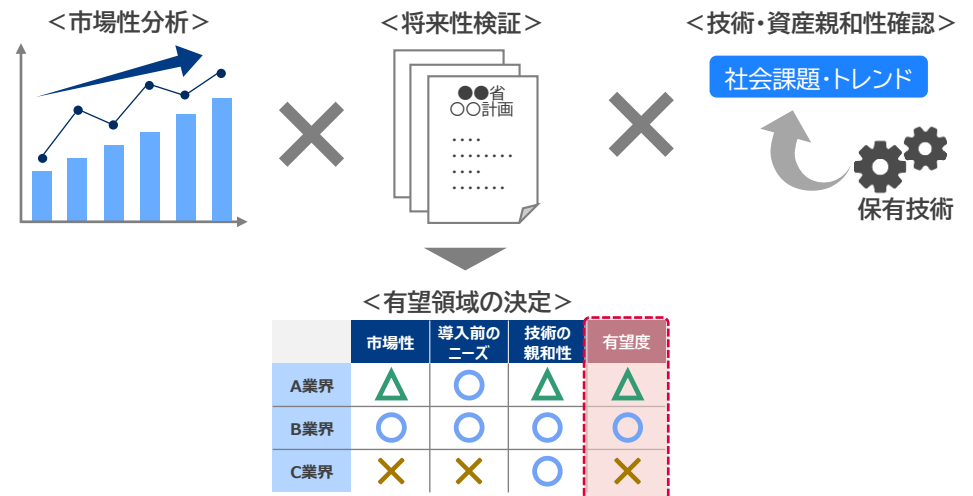 ＜市場性分析＞
＜将来性検証＞
＜技術・資産親和性確認＞
●●省
〇〇計画
‥‥
‥‥‥‥
‥‥
‥‥‥･
社会課題・トレンド
保有技術
＜有望領域の決定＞
市場性
導入前の
ニーズ
技術の
親和性
有望度
A業界 △ 〇 △ △
B業界 〇 〇 〇 〇
C業界 × × 〇 ×